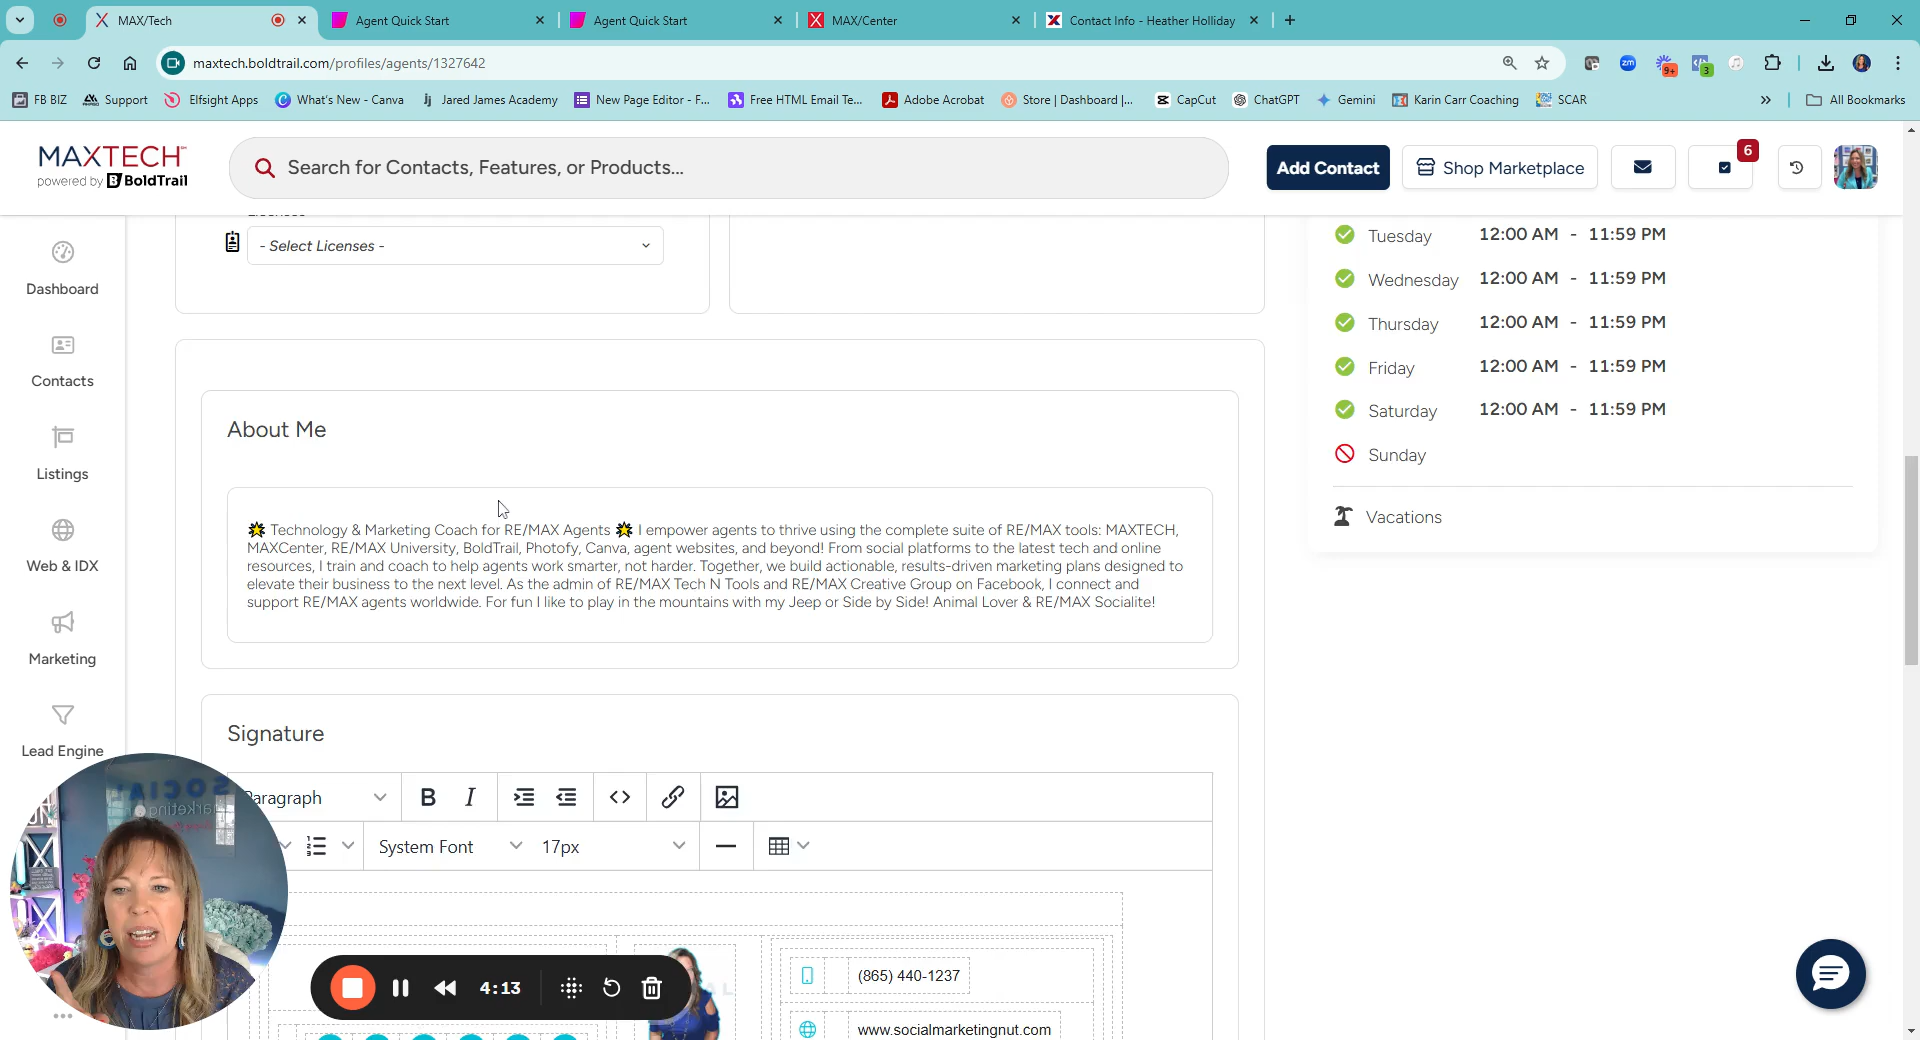 MAX/Tech
Agent Quick Start
Agent Quick Start
MAX/Center
Contact Info - Heather Holliday
maxtech.boldtrail.com/profiles/agents/1327642
zm
9+
3
FB BIZ
Support
Elfsight Apps
What's New - Canva
Jared James Academy
New Page Editor - F...
Free HTML Email Te...
Adobe Acrobat
Store | Dashboard |...
CapCut
ChatGPT
Gemini
Karin Carr Coaching
SCAR
All Bookmarks
MAXTECH
powered by BoldTrail
Search for Contacts, Features, or Products...
Add Contact
Shop Marketplace
6
Dashboard
Contacts
Listings
Web & IDX
Marketing
Lead Engine
- Select Licenses -
About Me
Technology & Marketing Coach for RE/MAX Agents I empower agents to thrive using the complete suite of RE/MAX tools: MAXTECH,
MAXCenter, RE/MAX University, BoldTrail, Photofy, Canva, agent websites, and beyond! From social platforms to the latest tech and online
resources, I train and coach to help agents work smarter, not harder. Together, we build actionable, results-driven marketing plans designed to
elevate their business to the next level. As the admin of RE/MAX Tech N Tools and RE/MAX Creative Group on Facebook, I connect and
support RE/MAX agents worldwide. For fun I like to play in the mountains with my Jeep or Side by Side! Animal Lover & RE/MAX Socialite!
Signature
Paragraph
B I
System Font
17px
(865) 440-1237
www.socialmarketingnut.com
4:13
Tuesday 12:00 AM - 11:59 PM
Wednesday 12:00 AM - 11:59 PM
Thursday 12:00 AM - 11:59 PM
Friday 12:00 AM - 11:59 PM
Saturday 12:00 AM - 11:59 PM
Sunday
Vacations